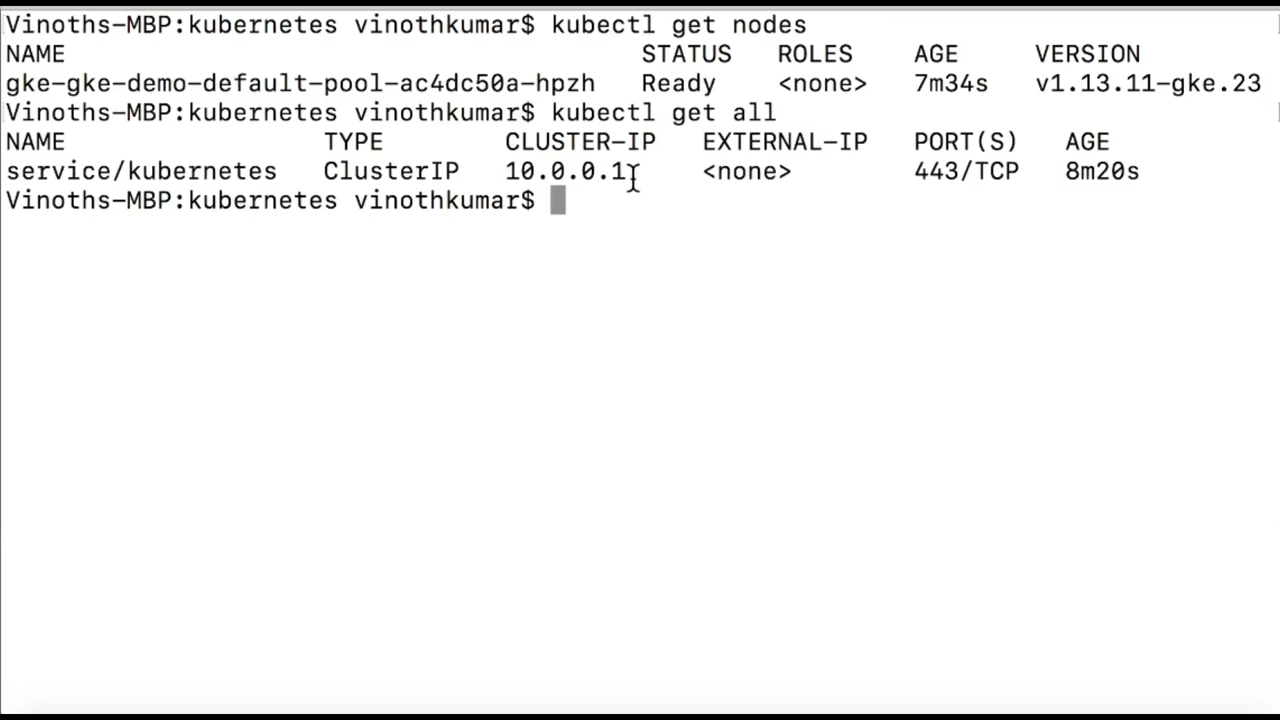 Vinoths-MBP:kubernetes vinothkumar$ kubectl get nodes
NAME STATUS ROLES AGE VERSION
gke-gke-demo-default-pool-ac4dc50a-hpzh Ready <none> 7m34s v1.13.11-gke.23
Vinoths-MBP:kubernetes vinothkumar$ kubectl get all
NAME TYPE CLUSTER-IP EXTERNAL-IP PORT(S) AGE
service/kubernetes ClusterIP 10.0.0.1 <none> 443/TCP 8m20s
Vinoths-MBP:kubernetes vinothkumar$